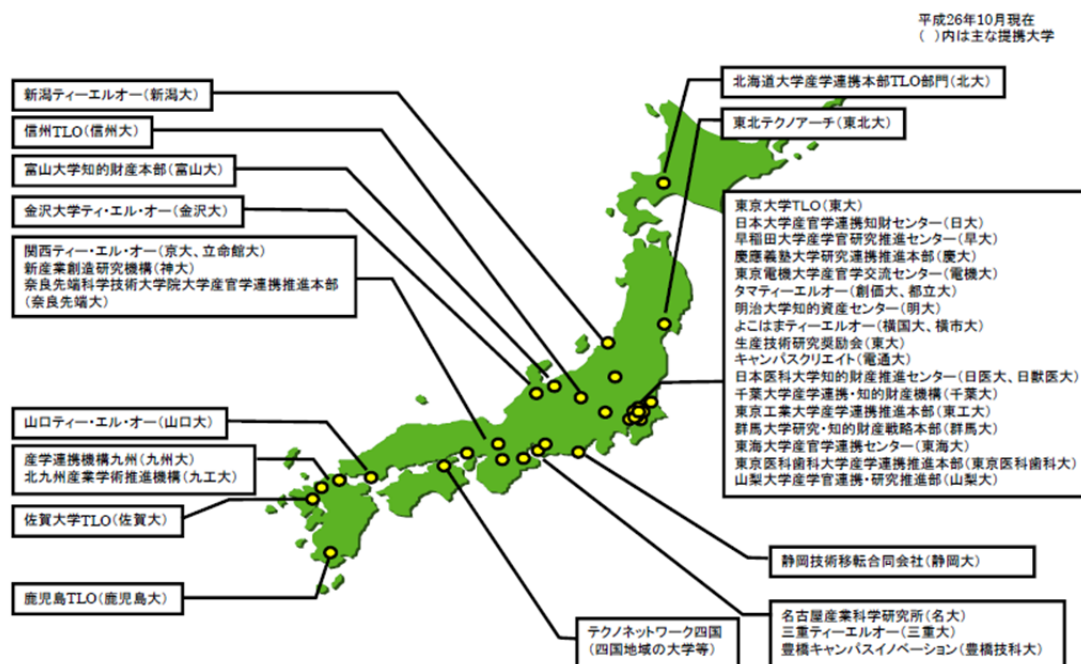 平成26年10月現在
( )内は主な提携大学
新潟ティーエルオー(新潟大)
信州TLO(信州大)
富山大学知的財産本部(富山大)
金沢大学ティ・エル・オー(金沢大)
関西ティー・エル・オー(京大、立命館大)
新産業創造研究機構(神大)
奈良先端科学技術大学院大学産官学連携推進本部
(奈良先端大)
山口ティー・エル・オー(山口大)
産学連携機構九州(九州大)
北九州産業学術推進機構(九工大)
佐賀大学TLO(佐賀大)
鹿児島TLO(鹿児島大)
北海道大学産学連携本部TLO部門(北大)
東北テクノアーチ(東北大)
東京大学TLO(東大)
日本大学産官学連携知財センター(日大)
早稲田大学産学官研究推進センター(早大)
慶應義塾大学研究連携推進本部(慶大)
東京電機大学産官学交流センター(電機大)
タマティーエルオー(創価大、都立大)
明治大学知的資産センター(明大)
よこはまティーエルオー(横国大、横市大)
生産技術研究奨励会(東大)
キャンパスクリエイト(電通大)
日本医科大学知的財産推進センター(日医大、日獣医大)
千葉大学産学連携・知的財産機構(千葉大)
東京工業大学産学連携推進本部(東工大)
群馬大学研究・知的財産戦略本部(群馬大)
東海大学産官学連携センター(東海大)
東京医科歯科大学産学連携推進本部(東京医科歯科大)
山梨大学産学官連携・研究推進部(山梨大)
静岡技術移転合同会社(静岡大)
名古屋産業科学研究所(名大)
三重ティーエルオー(三重大)
豊橋キャンパスイノベーション(豊橋技科大)
テクノネットワーク四国
(四国地域の大学等)